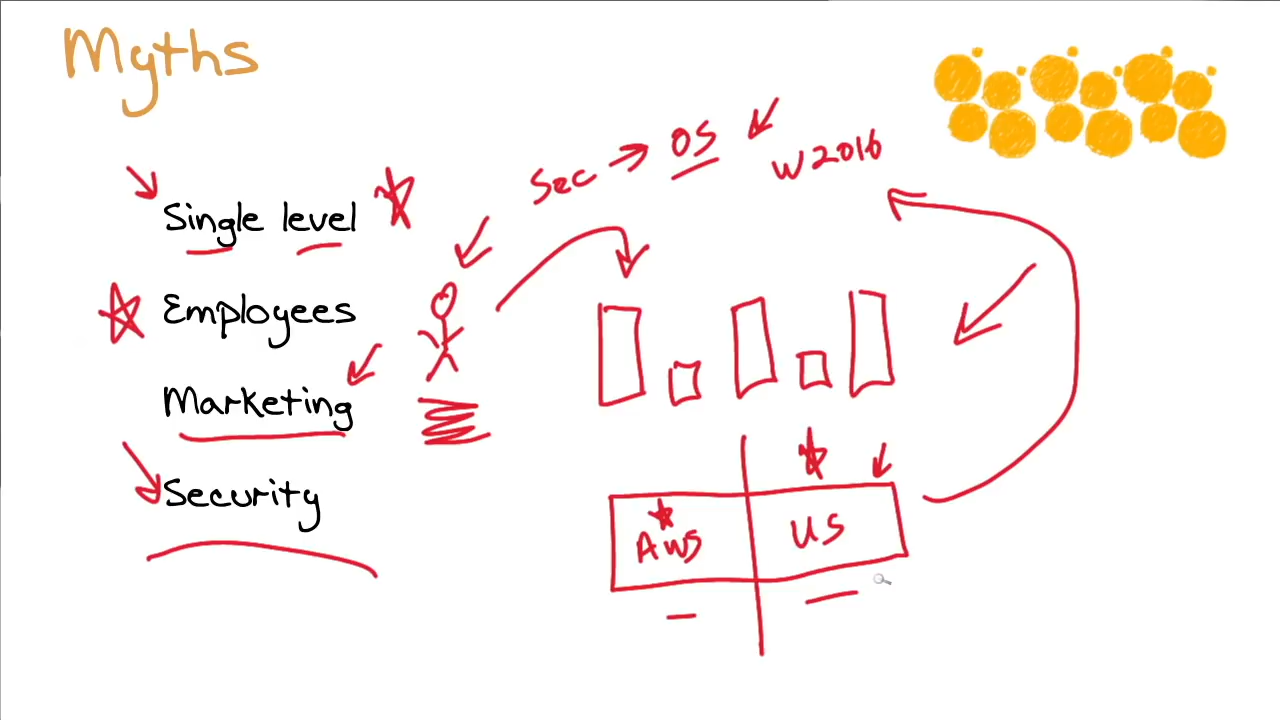 Myths
Sec → OS
W2016
Single level
Employees
Marketing
Security
AWS
US